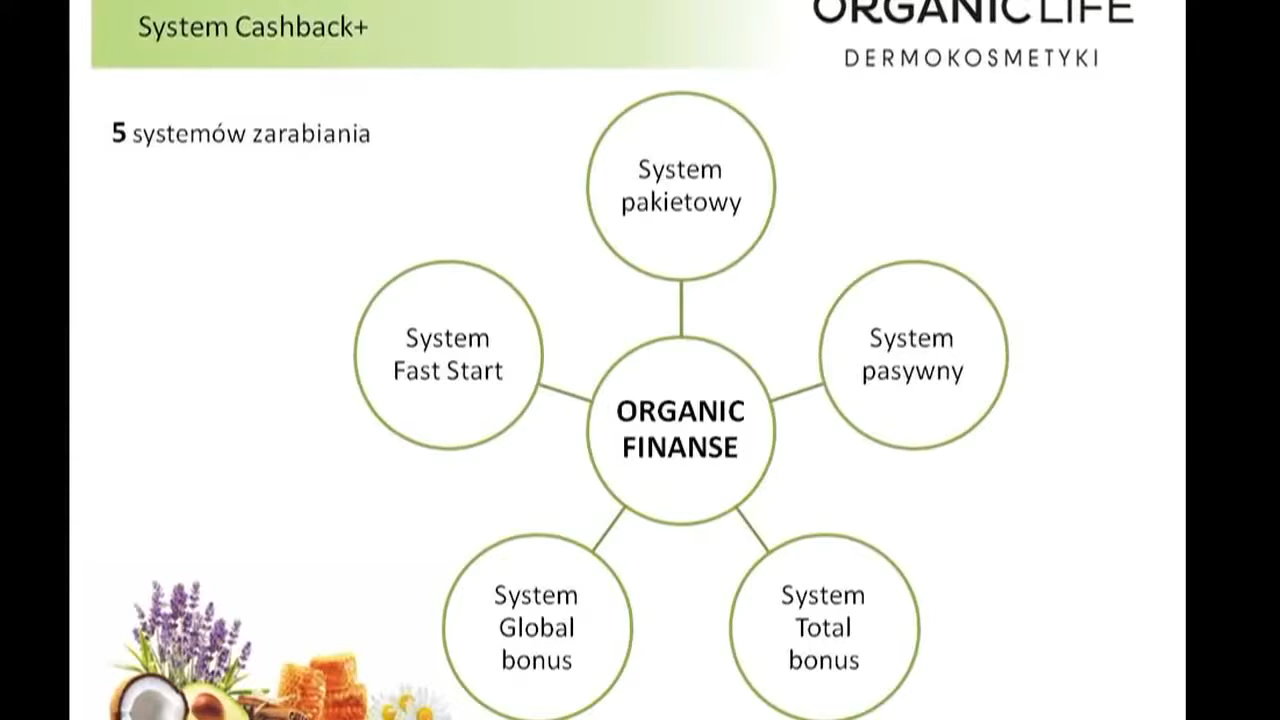 System Cashback+
ORGANIC LIFE
DERMOKOSMETYKI
5 systemów zarabiania
System
pakietowy
System
Fast Start
System
pasywny
ORGANIC
FINANSE
System
Global
bonus
System
Total
bonus